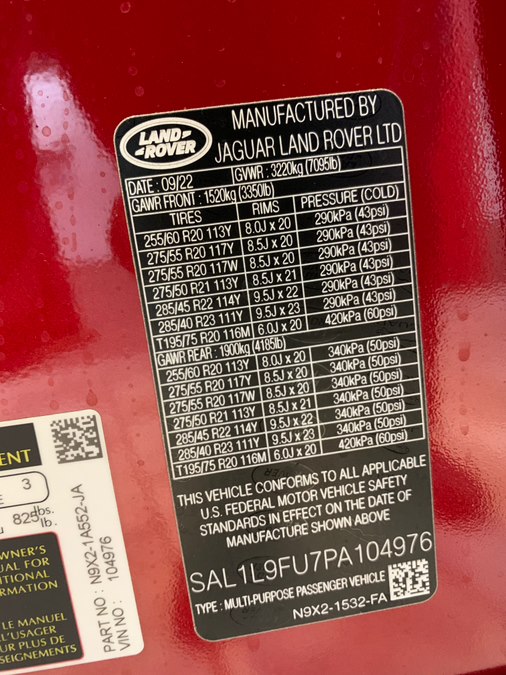 LAND-
-ROVER
MANUFACTURED BY
JAGUAR LAND ROVER LTD
DATE : 09/22 GVWR : 3220kg (7095lb)
GAWR FRONT : 1520kg (3350lb)
TIRES RIMS PRESSURE (COLD)
255/60 R20 113Y 8.0J x 20 290kPa (43psi)
275/55 R20 117Y 8.5J x 20 290kPa (43psi)
275/55 R20 117W 8.5J x 20 290kPa (43psi)
275/50 R21 113Y 8.5J x 21 290kPa (43psi)
285/45 R22 114Y 9.5J x 22 290kPa (43psi)
285/40 R23 111Y 9.5J x 23 290kPa (43psi)
T195/75 R20 116M 6.0J x 20 420kPa (60psi)
GAWR REAR : 1900kg (4185lb)
255/60 R20 113Y 8.0J x 20 340kPa (50psi)
275/55 R20 117Y 8.5J x 20 340kPa (50psi)
275/55 R20 117W 8.5J x 20 340kPa (50psi)
275/50 R21 113Y 8.5J x 21 340kPa (50psi)
285/45 R22 114Y 9.5J x 22 340kPa (50psi)
285/40 R23 111Y 9.5J x 23 340kPa (50psi)
T195/75 R20 116M 6.0J x 20 420kPa (60psi)
THIS VEHICLE CONFORMS TO ALL APPLICABLE
U.S. FEDERAL MOTOR VEHICLE SAFETY
STANDARDS IN EFFECT ON THE DATE OF
MANUFACTURE SHOWN ABOVE
SAL1L9FU7PA104976
TYPE : MULTI-PURPOSE PASSENGER VEHICLE
N9X2-1532-FA
ENT
E 3
825 lbs.
lb.
OWNER'S
UAL FOR
DITIONAL
ORMATION
LE MANUEL
L'USAGER
UR PLUS DE
SEIGNEMENTS
PART NO : N9X2-1A552-JA
VIN NO : 104976